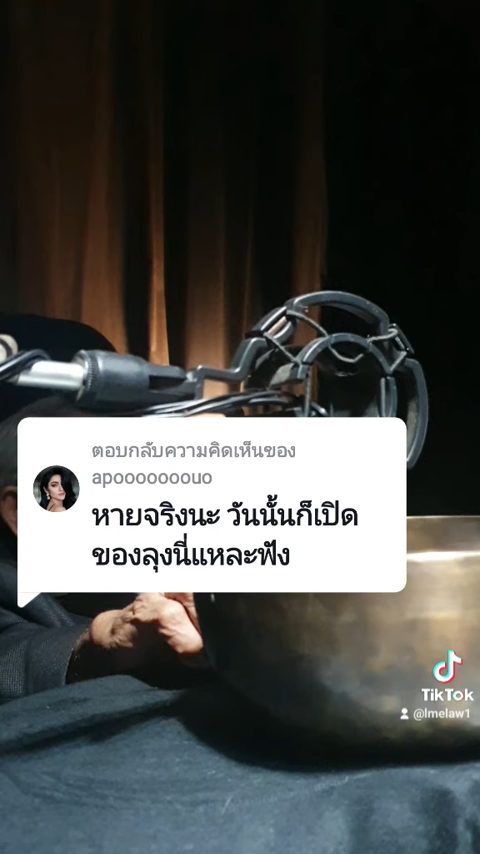 ตอบกลับความคิดเห็นของ
apoooooooouo
หายจริงนะ วันนั้นก็เปิด
ของลุงนี่แหละฟัง
TikTok
@lmelaw1